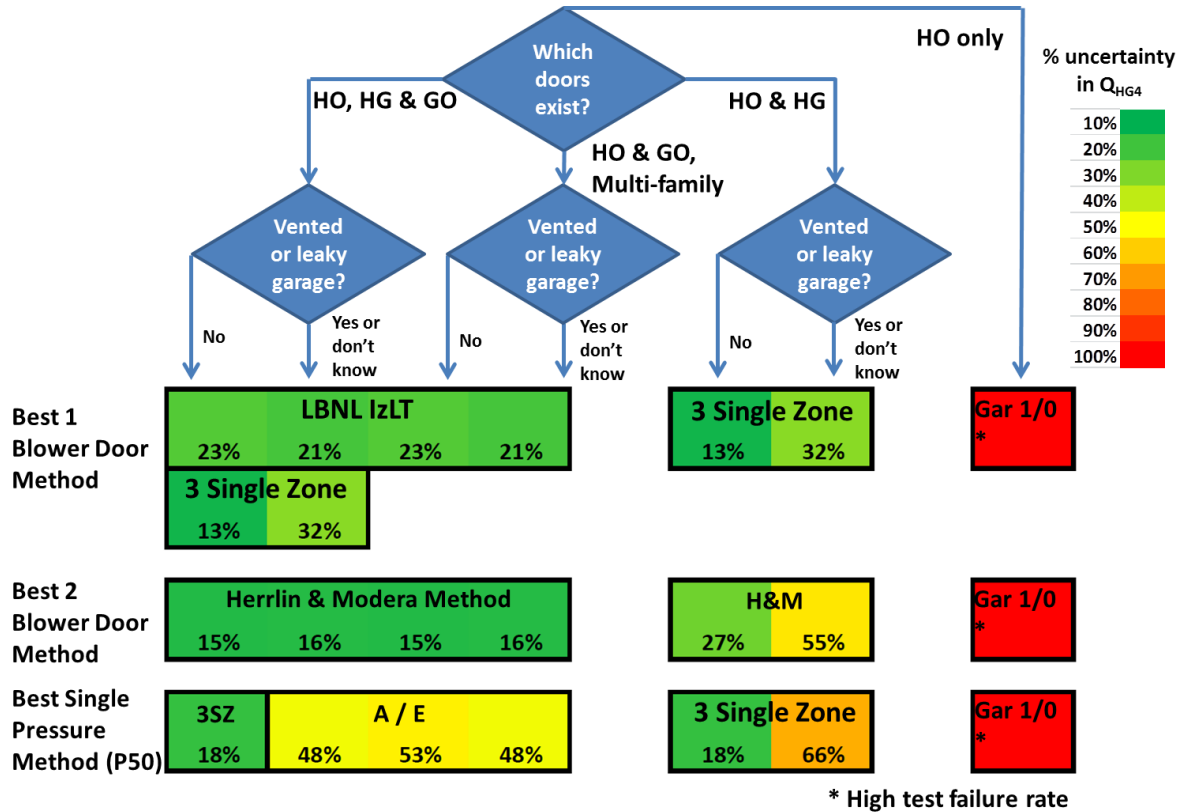 Which
doors
exist?
HO only
HO, HG & GO
HO & HG
HO & GO,
Multi-family
% uncertainty
in QHG4
10%
20%
30%
40%
50%
60%
70%
80%
90%
100%
Vented
or leaky
garage?
Vented
or leaky
garage?
Vented
or leaky
garage?
No
Yes or
don’t
know
No
Yes or
don’t
know
No
Yes or
don’t
know
Best 1
Blower Door
Method
LBNL IzLT
23% 21% 23% 21%
3 Single Zone
13% 32%
3 Single Zone
13% 32%
Gar 1/0
*
Best 2
Blower Door
Method
Herrlin & Modera Method
15% 16% 15% 16%
H&M
27% 55%
Gar 1/0
*
Best Single
Pressure
Method (P50)
3SZ
18%
A / E
48% 53% 48%
3 Single Zone
18% 66%
Gar 1/0
*
* High test failure rate